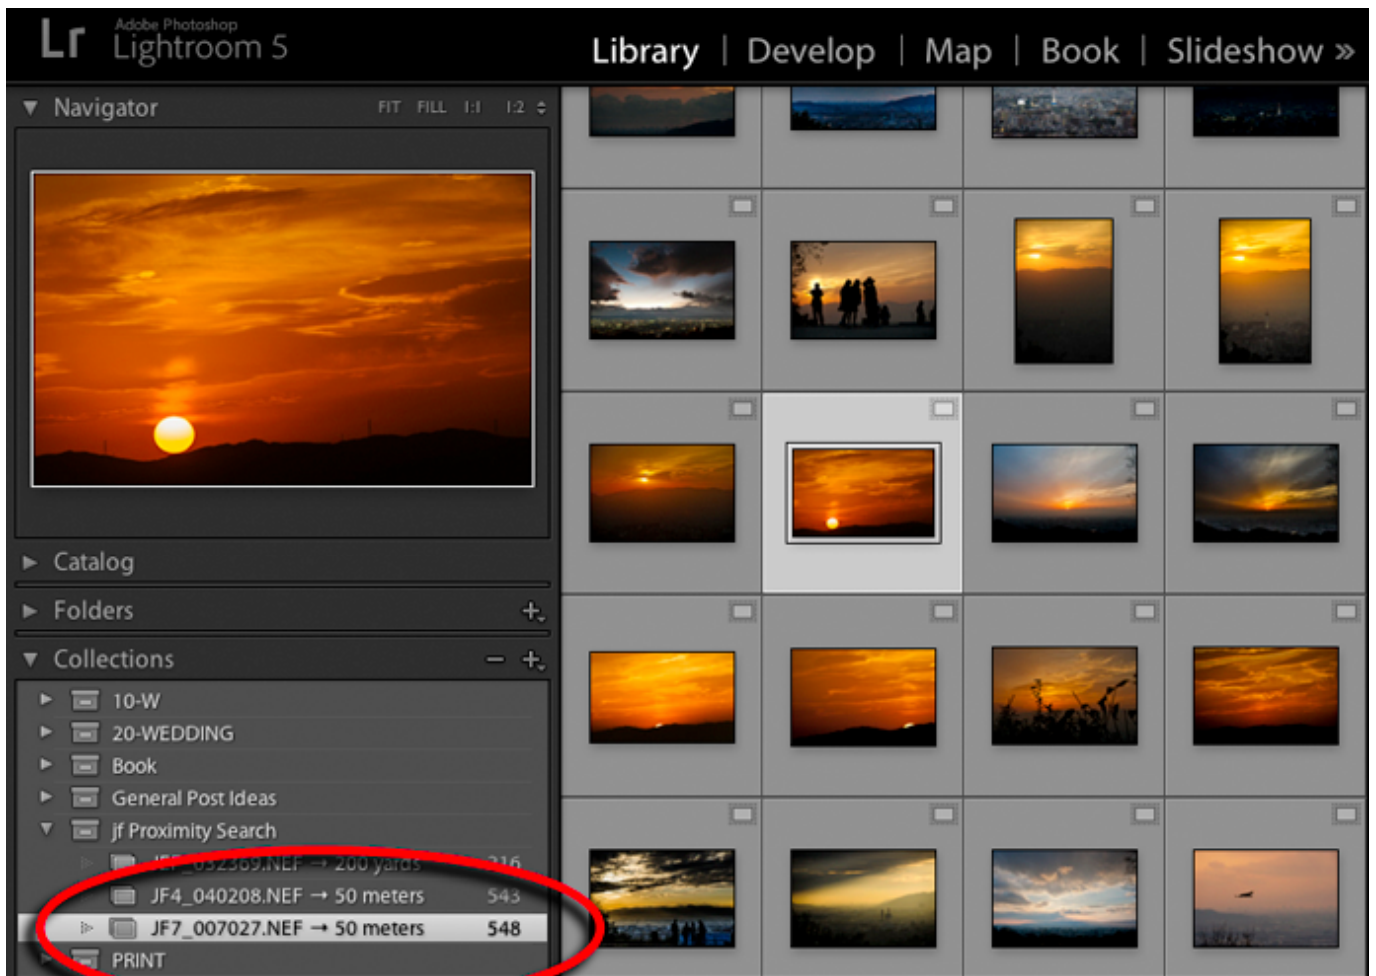 Lr Adobe Photoshop
Lightroom 5
Library | Develop | Map | Book | Slideshow »
Navigator FIT FILL 1:1 1:2
Catalog
Folders
Collections
10-W
20-WEDDING
Book
General Post Ideas
jf Proximity Search
→ 200 yards 216
JF4_040208.NEF → 50 meters 543
JF7_007027.NEF → 50 meters 548
PRINT